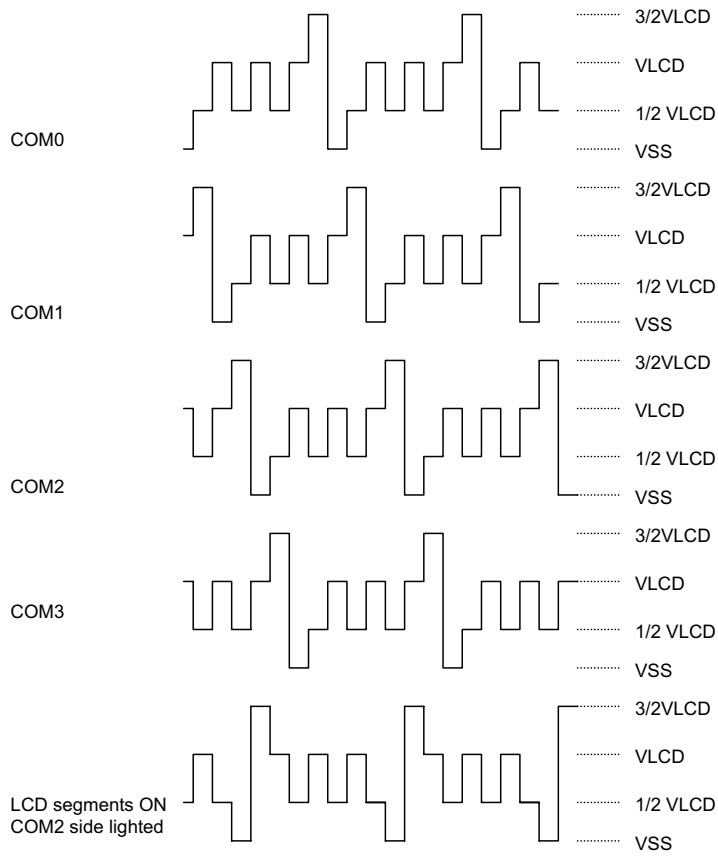 3/2VLCD
VLCD
1/2 VLCD
COM0
VSS
3/2VLCD
VLCD
1/2 VLCD
COM1
VSS
3/2VLCD
VLCD
1/2 VLCD
COM2
VSS
3/2VLCD
VLCD
COM3
1/2 VLCD
VSS
3/2VLCD
VLCD
LCD segments ON
1/2 VLCD
COM2 side lighted
VSS